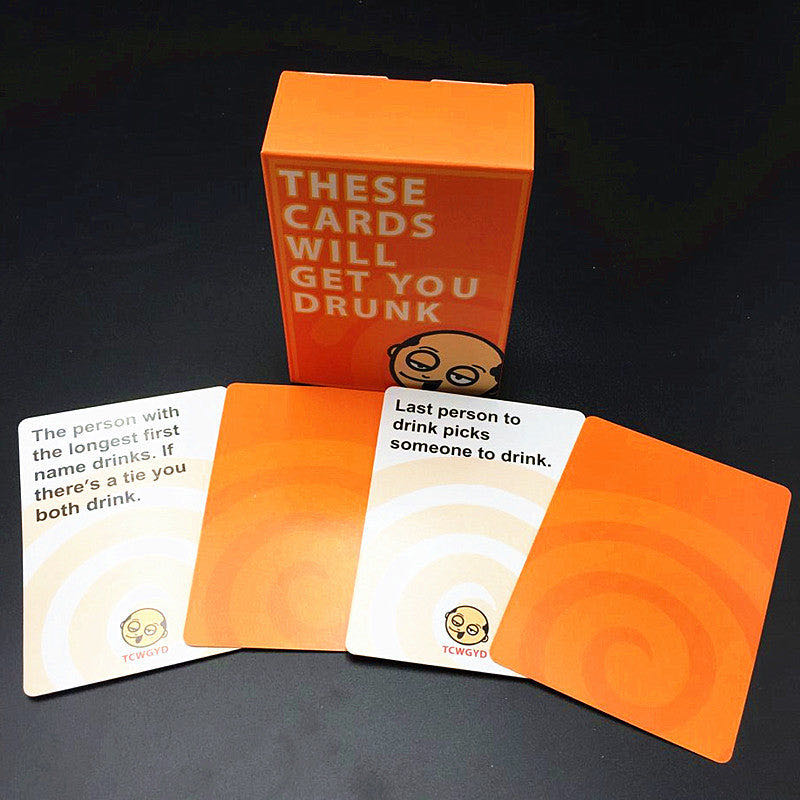 THESE
CARDS
WILL
GET YOU
DRUNK
The person with
the longest first
name drinks. If
there's a tie you
both drink.
TCWGYD
Last person to
drink picks
someone to drink.
TCWGYD